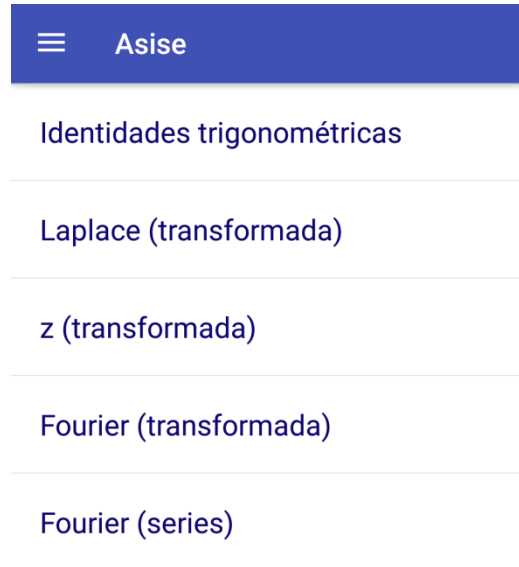 Asise
Identidades trigonométricas
Laplace (transformada)
z (transformada)
Fourier (transformada)
Fourier (series)